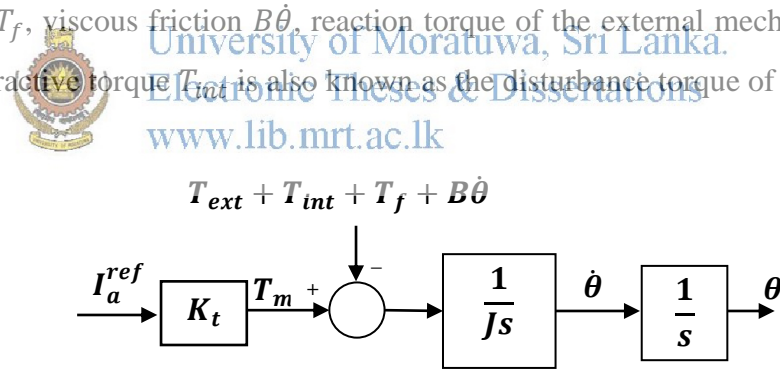 T_f, viscous friction Bθ̇, reaction torque of the external mech
University of Moratuwa, Sri Lanka.
ractive torque T_int is also known as the disturbance torque of
Electronic Theses & Dissertations
www.lib.mrt.ac.lk
T_ext + T_int + T_f + Bθ̇
I_a^ref K_t T_m + − 1/Js θ̇ 1/s θ